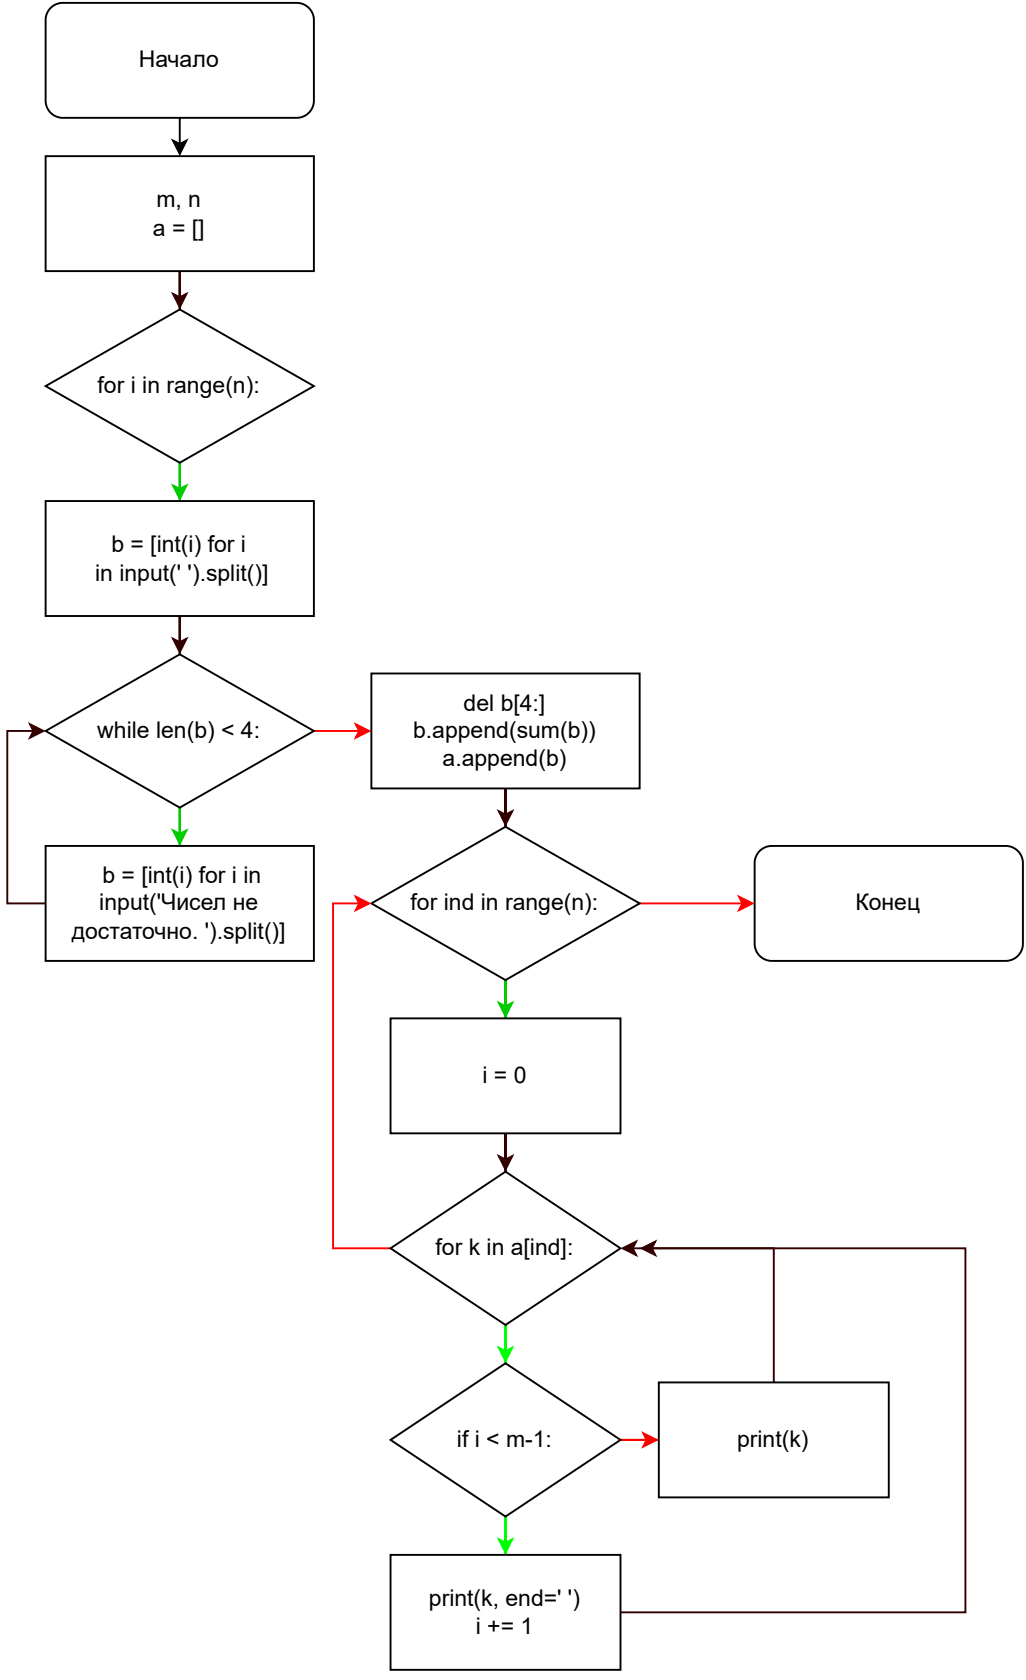 Начало
m, n
a = []
for i in range(n):
b = [int(i) for i
in input(' ').split()]
while len(b) < 4:
b = [int(i) for i in
input('Чисел не
достаточно. ').split()]
del b[4:]
b.append(sum(b))
a.append(b)
for ind in range(n):
Конец
i = 0
for k in a[ind]:
if i < m-1:
print(k)
print(k, end=' ')
i += 1